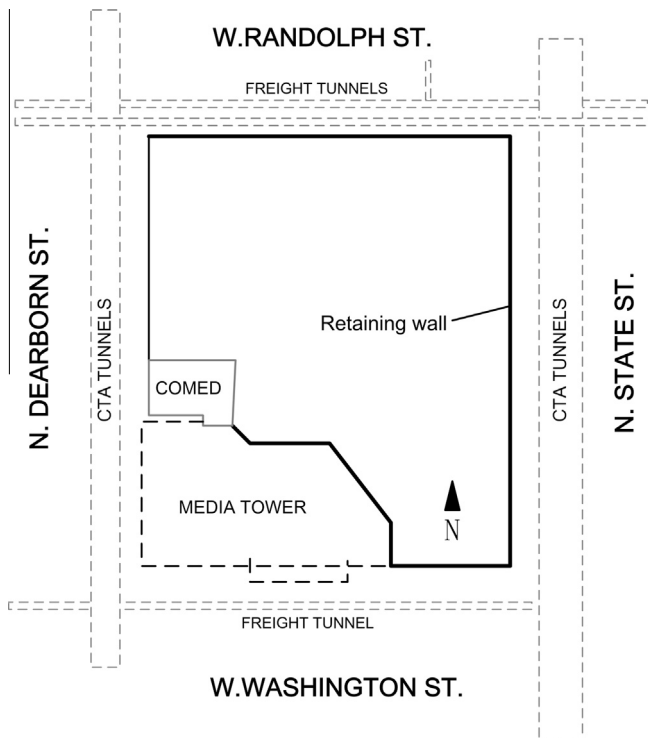 W.RANDOLPH ST.
FREIGHT TUNNELS
N. DEARBORN ST.
CTA TUNNELS
Retaining wall
CTA TUNNELS
N. STATE ST.
COMED
MEDIA TOWER
N
FREIGHT TUNNEL
W.WASHINGTON ST.